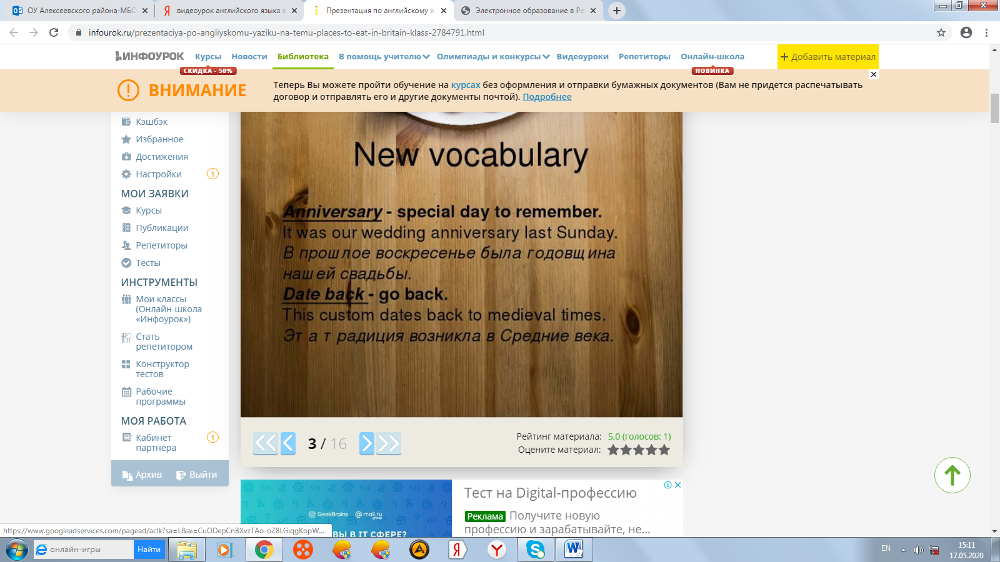 ОУ Алексеевского района-МБО
видеоурок английского языка в
Презентация по английскому я
Электронное образование в Ре
infourok.ru/prezentaciya-po-angliyskomu-yaziku-na-temu-places-to-eat-in-britain-klass-2784791.html
ИНФОУРОК
Курсы
Новости
Библиотека
В помощь учителю
Олимпиады и конкурсы
Видеоуроки
Репетиторы
Онлайн-школа
+ Добавить материал
СКИДКА - 50%
НОВИНКА
ВНИМАНИЕ
Теперь Вы можете пройти обучение на курсах без оформления и отправки бумажных документов (Вам не придется распечатывать
договор и отправлять его и другие документы почтой). Подробнее
Кэшбэк
Избранное
Достижения
Настройки 1
МОИ ЗАЯВКИ
Курсы
Публикации
Репетиторы
Тесты
ИНСТРУМЕНТЫ
Мои классы
(Онлайн-школа
«Инфоурок»)
Стать
репетитором
Конструктор
тестов
Рабочие
программы
МОЯ РАБОТА
Кабинет 1
партнёра
Архив
Выйти
New vocabulary
Anniversary - special day to remember.
It was our wedding anniversary last Sunday.
В прошлое воскресенье была годовщина
нашей свадьбы.
Date back - go back.
This custom dates back to medieval times.
Эта традиция возникла в Средние века.
3 / 16
Рейтинг материала: 5,0 (голосов: 1)
Оцените материал:
GeekBrains @mail.ru group
ВЫ В IT СФЕРЕ?
Тест на Digital-профессию
Реклама Получите новую
профессию и зарабатывайте, не...
https://www.googleadservices.com/pagead/aclk?sa=L&ai=CuODepCnBXvzTAo-oZ8LGiqgKopW...
онлайн-игры
Найти
EN
15:11
17.05.2020